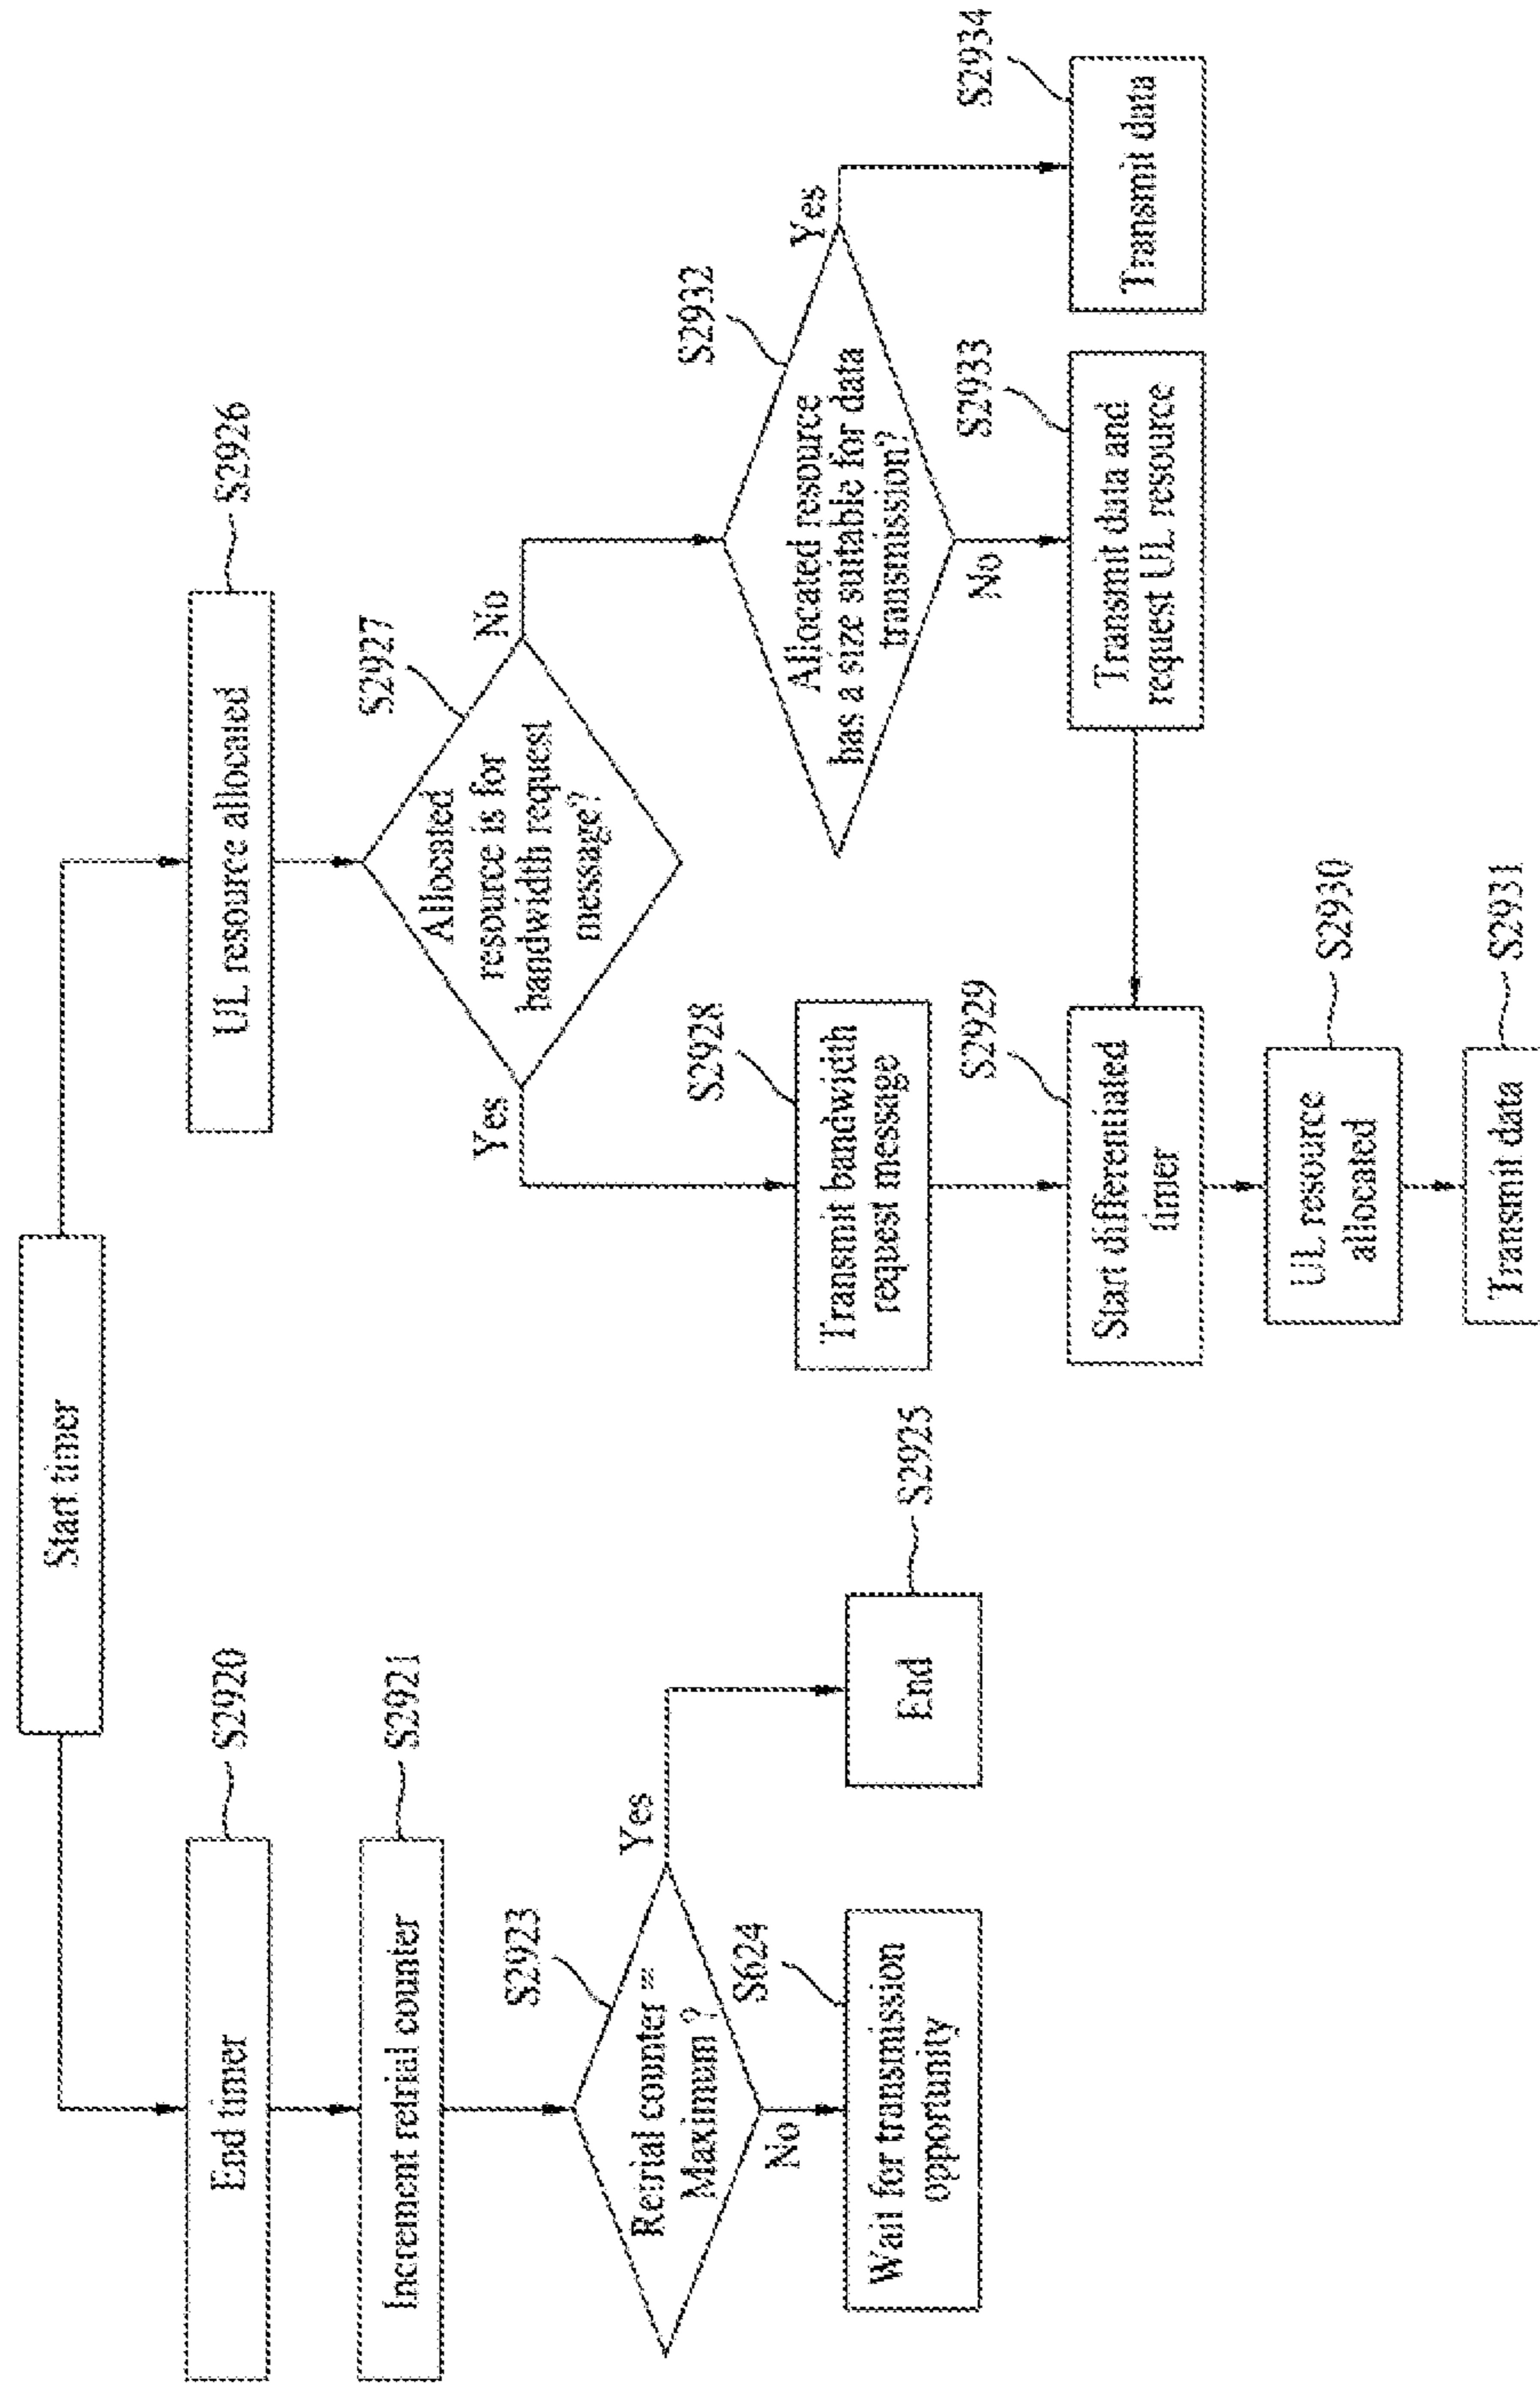 Start timer
End timer
S2920
Increment retrial counter
S2921
Retrial counter =
Maximum ?
S2923
Yes
No
Wait for transmission
opportunity
S624
End
S2925
UL resource allocated
S2926
Allocated
resource is for
bandwidth request
message?
S2927
Yes
No
Transmit bandwidth
request message
S2928
Start differentiated
timer
S2929
UL resource
allocated
S2930
Transmit data
S2931
Allocated resource
has a size suitable for data
transmission?
S2932
Yes
No
Transmit data and
request UL resource
S2933
Transmit data
S2934